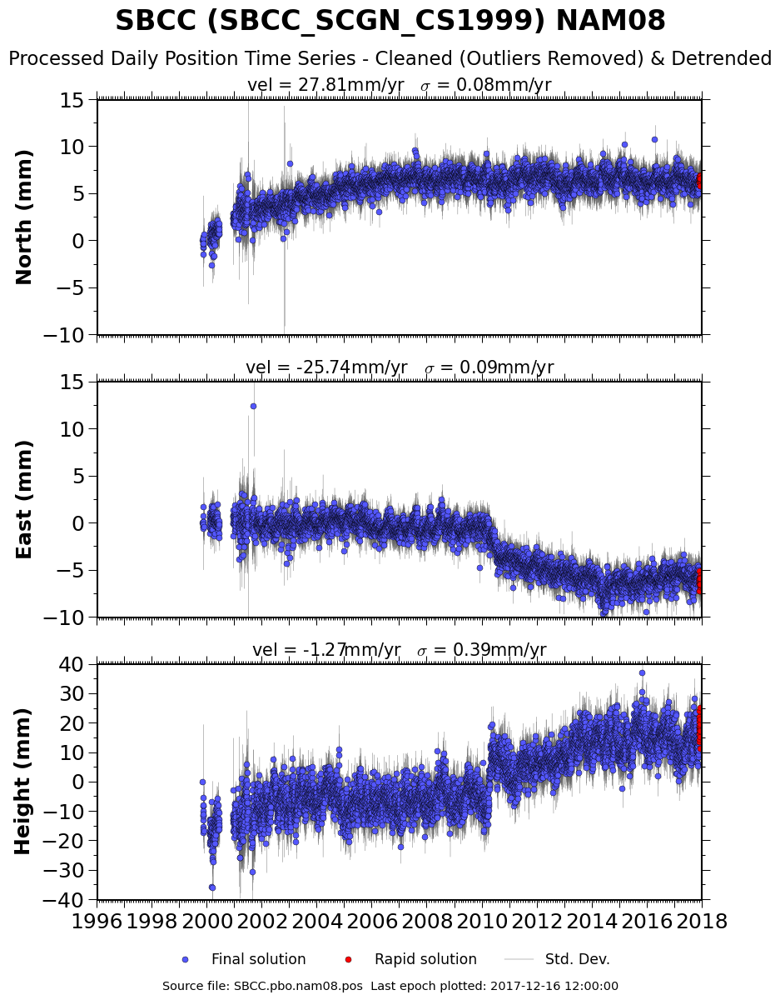 SBCC (SBCC_SCGN_CS1999) NAM08
Processed Daily Position Time Series - Cleaned (Outliers Removed) & Detrended
vel = 27.81mm/yr σ = 0.08mm/yr
15
10
5
0
−5
−10
North (mm)
vel = -25.74mm/yr σ = 0.09mm/yr
15
10
5
0
−5
−10
East (mm)
vel = -1.27mm/yr σ = 0.39mm/yr
40
30
20
10
0
−10
−20
−30
−40
Height (mm)
1996 1998 2000 2002 2004 2006 2008 2010 2012 2014 2016 2018
Final solution Rapid solution Std. Dev.
Source file: SBCC.pbo.nam08.pos Last epoch plotted: 2017-12-16 12:00:00